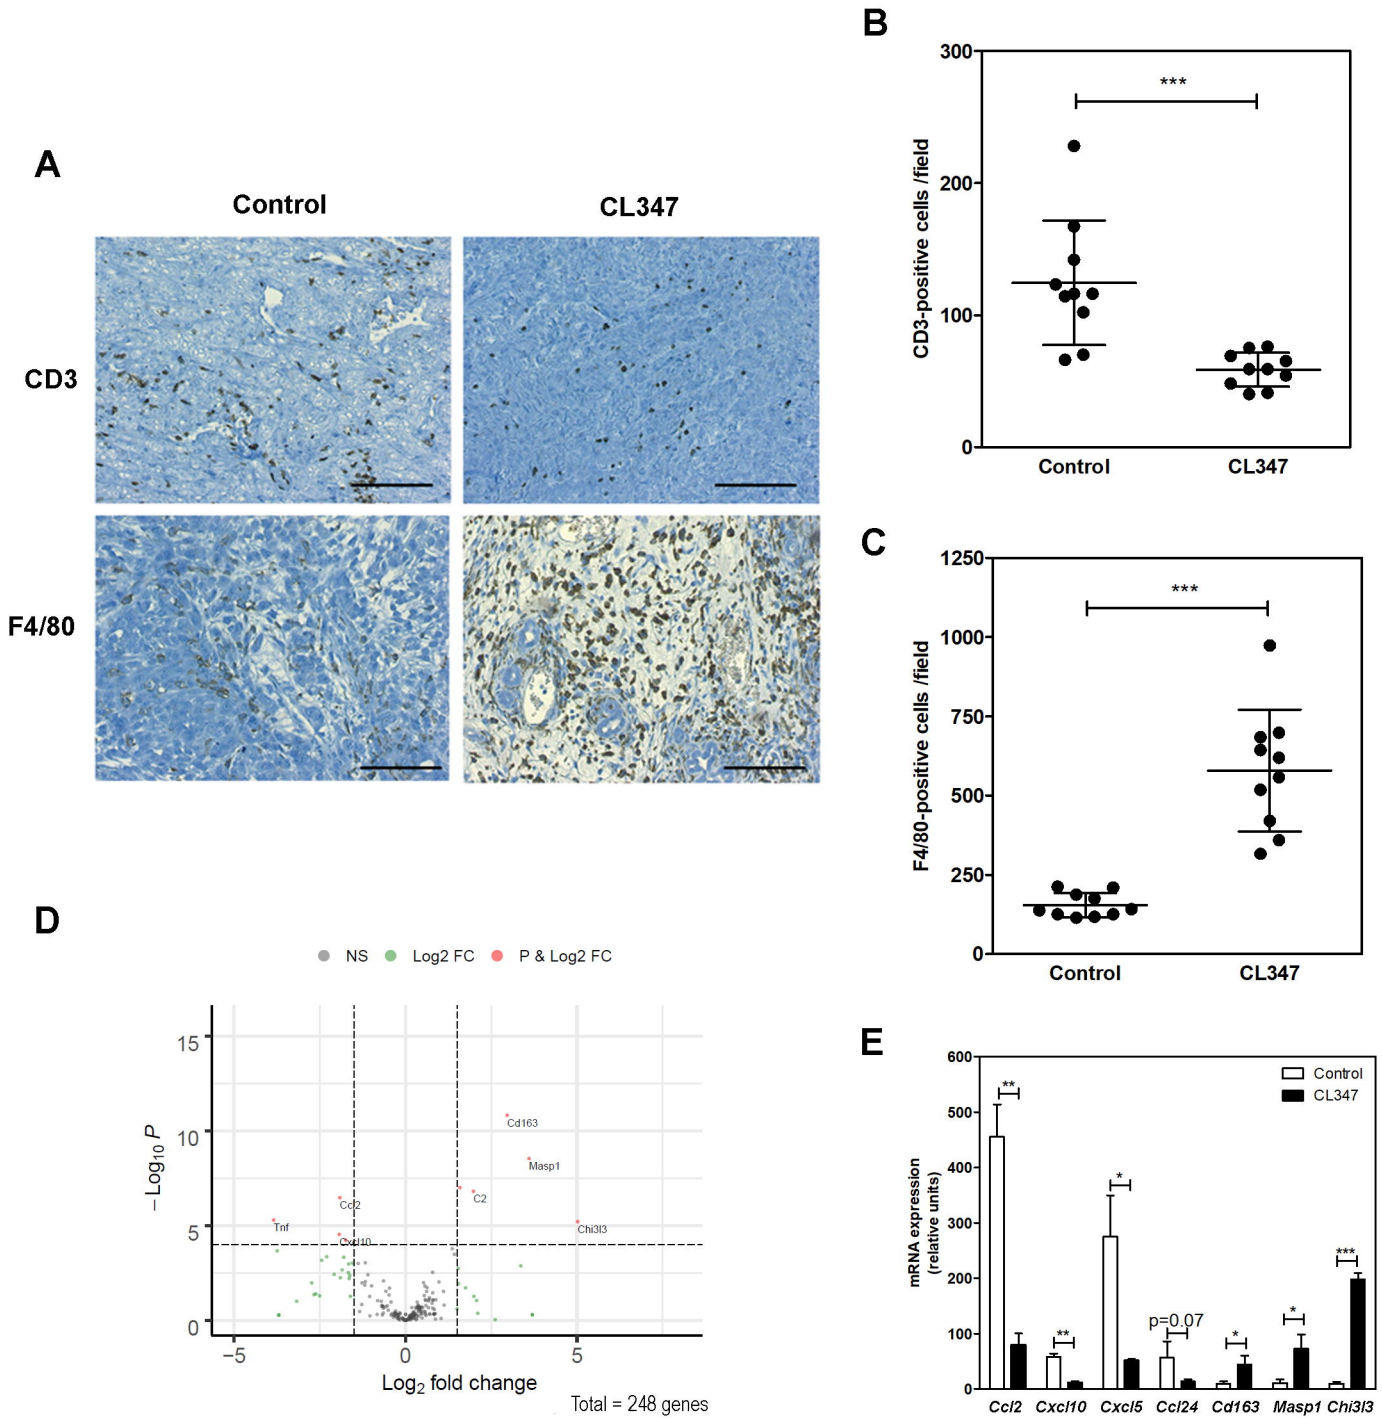 A
Control
CL347
CD3
F4/80
B
300
200
100
0
CD3-positive cells /field
***
Control
CL347
C
1250
1000
750
500
250
0
F4/80-positive cells /field
***
Control
CL347
D
NS
Log2 FC
P & Log2 FC
15
10
5
0
−Log10 P
Cd163
Masp1
C2
Chi3l3
Ccl2
Tnf
Cxcl10
−5
0
5
Log2 fold change
Total = 248 genes
E
600
500
400
300
200
100
0
mRNA expression
(relative units)
Control
CL347
**
**
*
p=0.07
*
*
***
Ccl2
Cxcl10
Cxcl5
Ccl24
Cd163
Masp1
Chi3l3